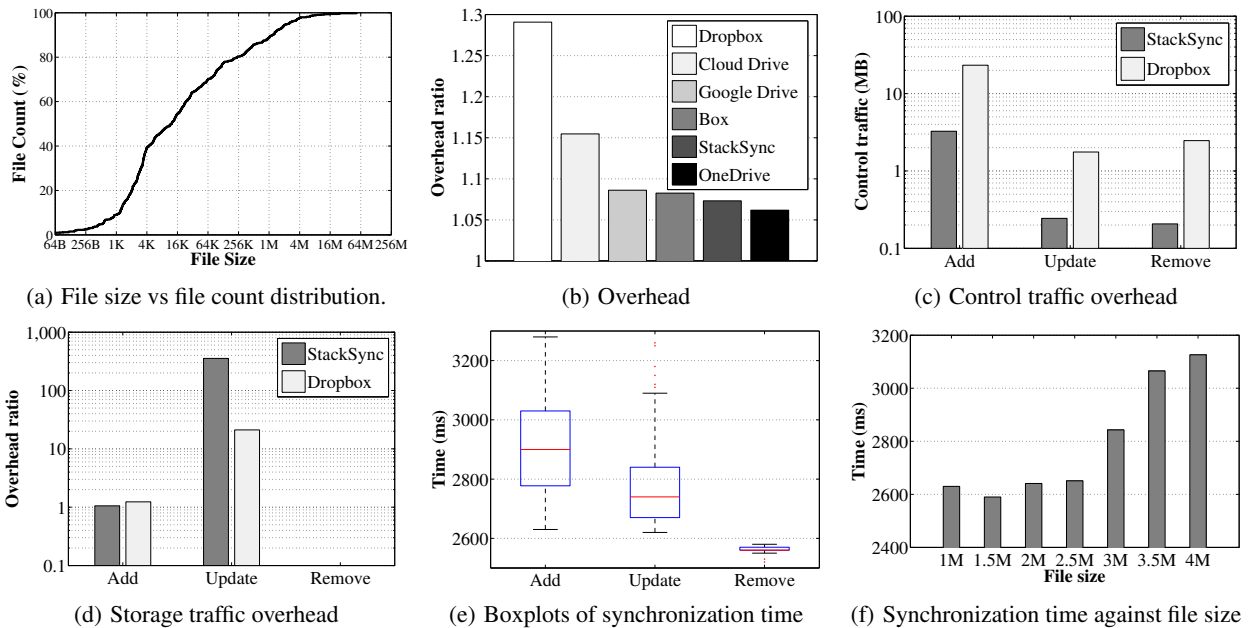 100
80
60
40
20
0
File Count (%)
64B 256B 1K 4K 16K 64K 256K 1M 4M 16M 64M 256M
File Size
(a) File size vs file count distribution.
1.3
1.25
1.2
1.15
1.1
1.05
1
Overhead ratio
Dropbox
Cloud Drive
Google Drive
Box
StackSync
OneDrive
(b) Overhead
100
10
1
0.1
Control traffic (MB)
StackSync
Dropbox
Add Update Remove
(c) Control traffic overhead
1,000
100
10
1
0.1
Overhead ratio
StackSync
Dropbox
Add Update Remove
(d) Storage traffic overhead
3200
3000
2800
2600
Time (ms)
Add Update Remove
(e) Boxplots of synchronization time
3200
3000
2800
2600
2400
Time (ms)
1M 1.5M 2M 2.5M 3M 3.5M 4M
File size
(f) Synchronization time against file size